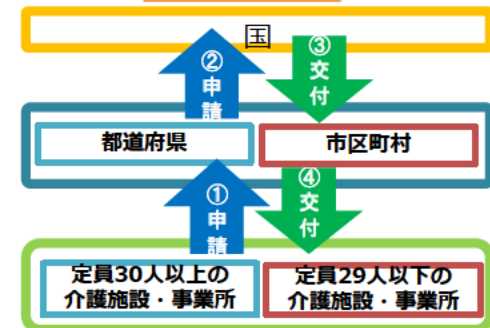 国
②申請
③交付
都道府県
市区町村
①申請
④交付
定員30人以上の
介護施設・事業所
定員29人以下の
介護施設・事業所